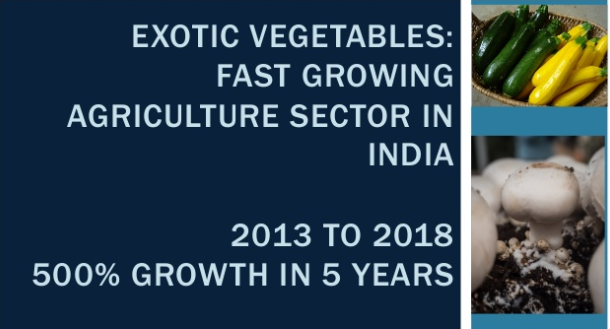 EXOTIC VEGETABLES:
FAST GROWING
AGRICULTURE SECTOR IN
INDIA
2013 TO 2018
500% GROWTH IN 5 YEARS